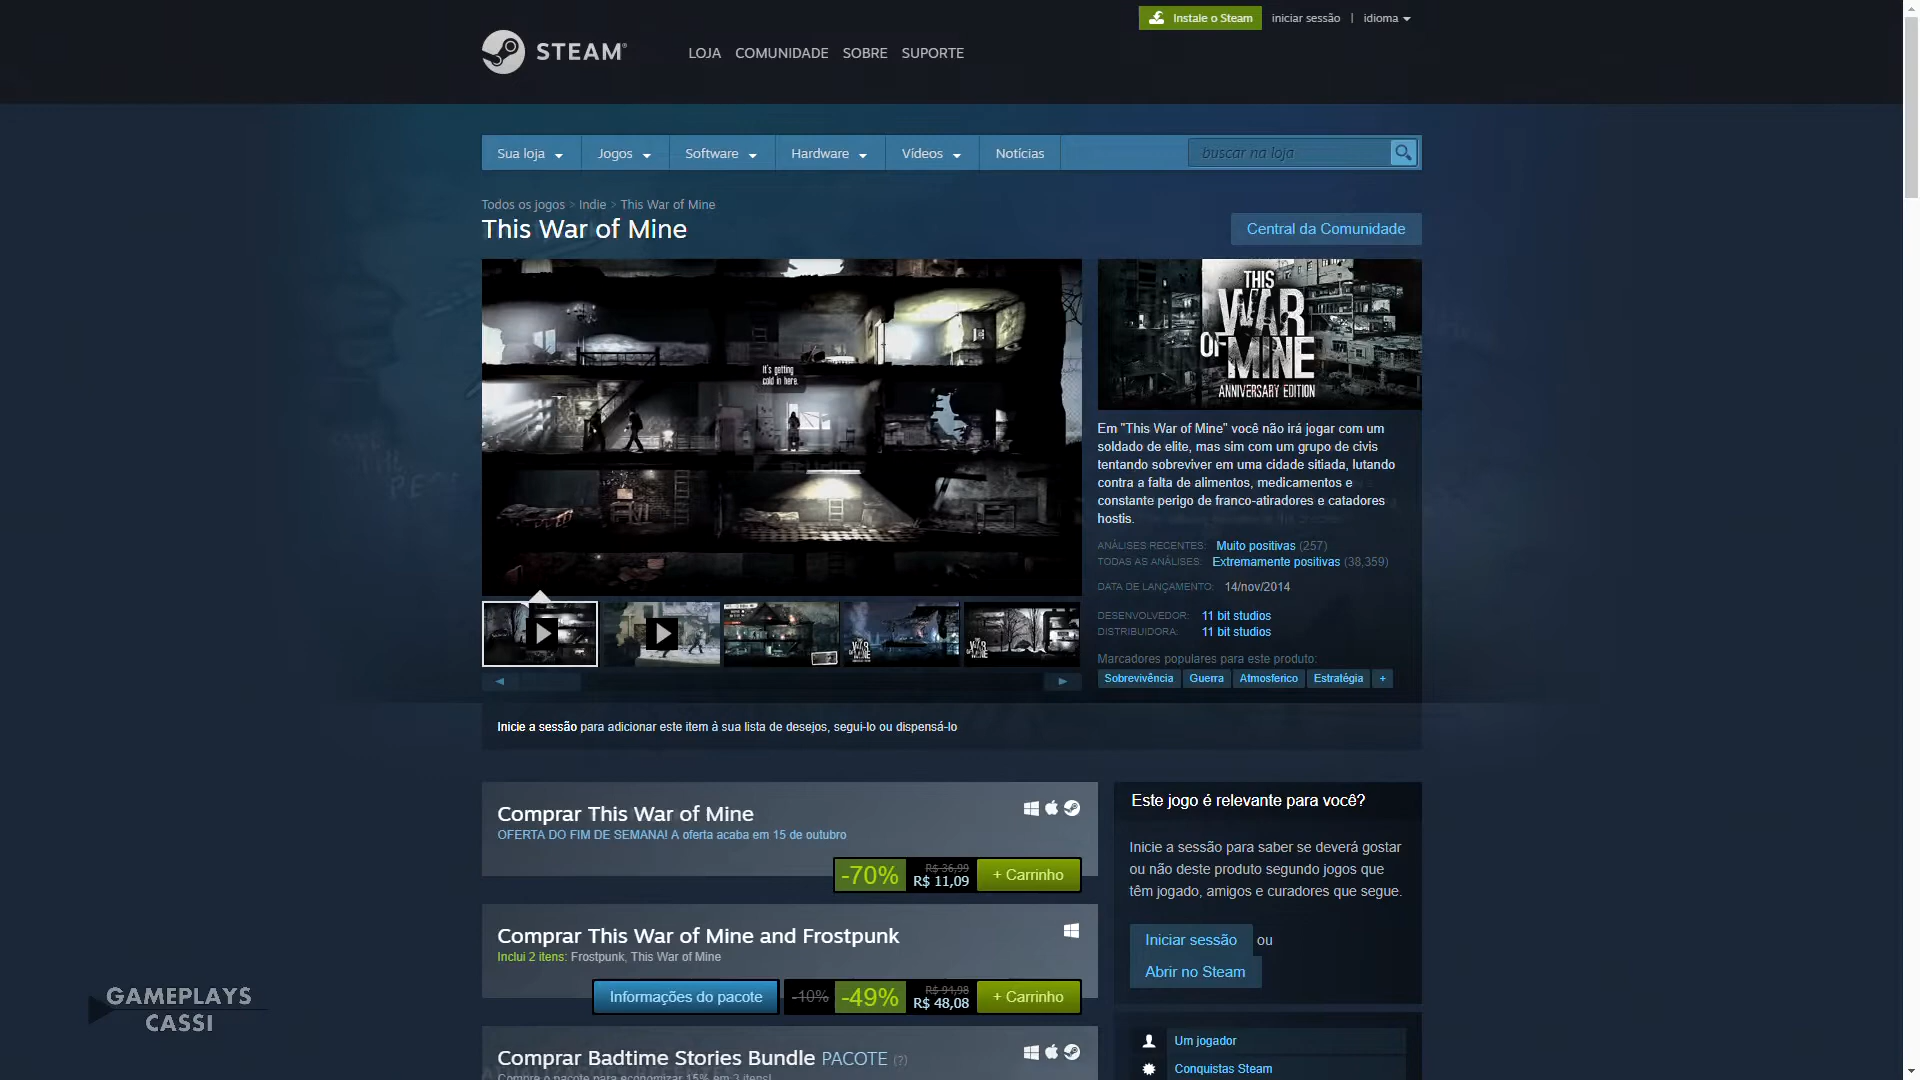 Instale o Steam
iniciar sessão | idioma
STEAM
LOJA COMUNIDADE SOBRE SUPORTE
Sua loja Jogos Software Hardware Vídeos Notícias buscar na loja
Todos os jogos > Indie > This War of Mine
This War of Mine
Central da Comunidade
It's getting
cold in here.
THIS
WAR
OF MINE
ANNIVERSARY EDITION
Em "This War of Mine" você não irá jogar com um
soldado de elite, mas sim com um grupo de civis
tentando sobreviver em uma cidade sitiada, lutando
contra a falta de alimentos, medicamentos e
constante perigo de franco-atiradores e catadores
hostis.
ANÁLISES RECENTES: Muito positivas (257)
TODAS AS ANÁLISES: Extremamente positivas (38,359)
DATA DE LANÇAMENTO: 14/nov/2014
DESENVOLVEDOR: 11 bit studios
DISTRIBUIDORA: 11 bit studios
Marcadores populares para este produto:
Sobrevivência Guerra Atmosferico Estratégia +
Inicie a sessão para adicionar este item à sua lista de desejos, segui-lo ou dispensá-lo
Comprar This War of Mine
OFERTA DO FIM DE SEMANA! A oferta acaba em 15 de outubro
-70% R$ 36,99 R$ 11,09 + Carrinho
Comprar This War of Mine and Frostpunk
Inclui 2 itens: Frostpunk, This War of Mine
Informações do pacote -10% -49% R$ 94,98 R$ 48,08 + Carrinho
Comprar Badtime Stories Bundle PACOTE (?)
Compre o pacote para economizar 15% em 3 itens!
Este jogo é relevante para você?
Inicie a sessão para saber se deverá gostar
ou não deste produto segundo jogos que
têm jogado, amigos e curadores que segue.
Iniciar sessão ou
Abrir no Steam
Um jogador
Conquistas Steam
GAMEPLAYS
CASSI